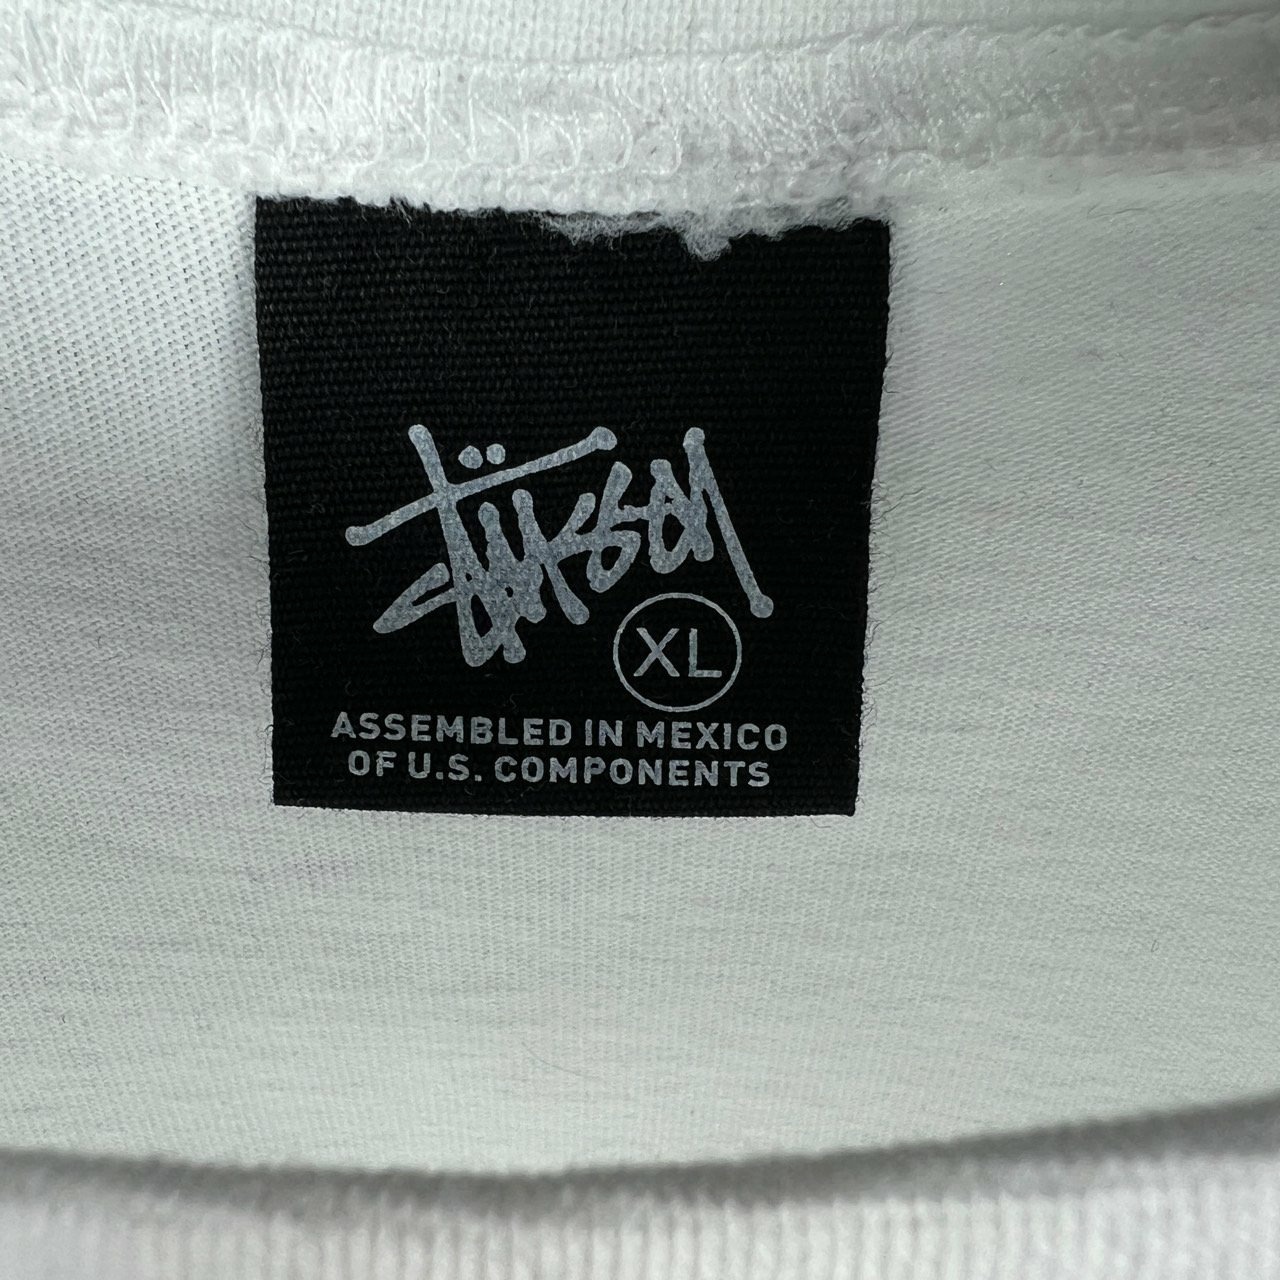 Stüssy
XL
ASSEMBLED IN MEXICO
OF U.S. COMPONENTS